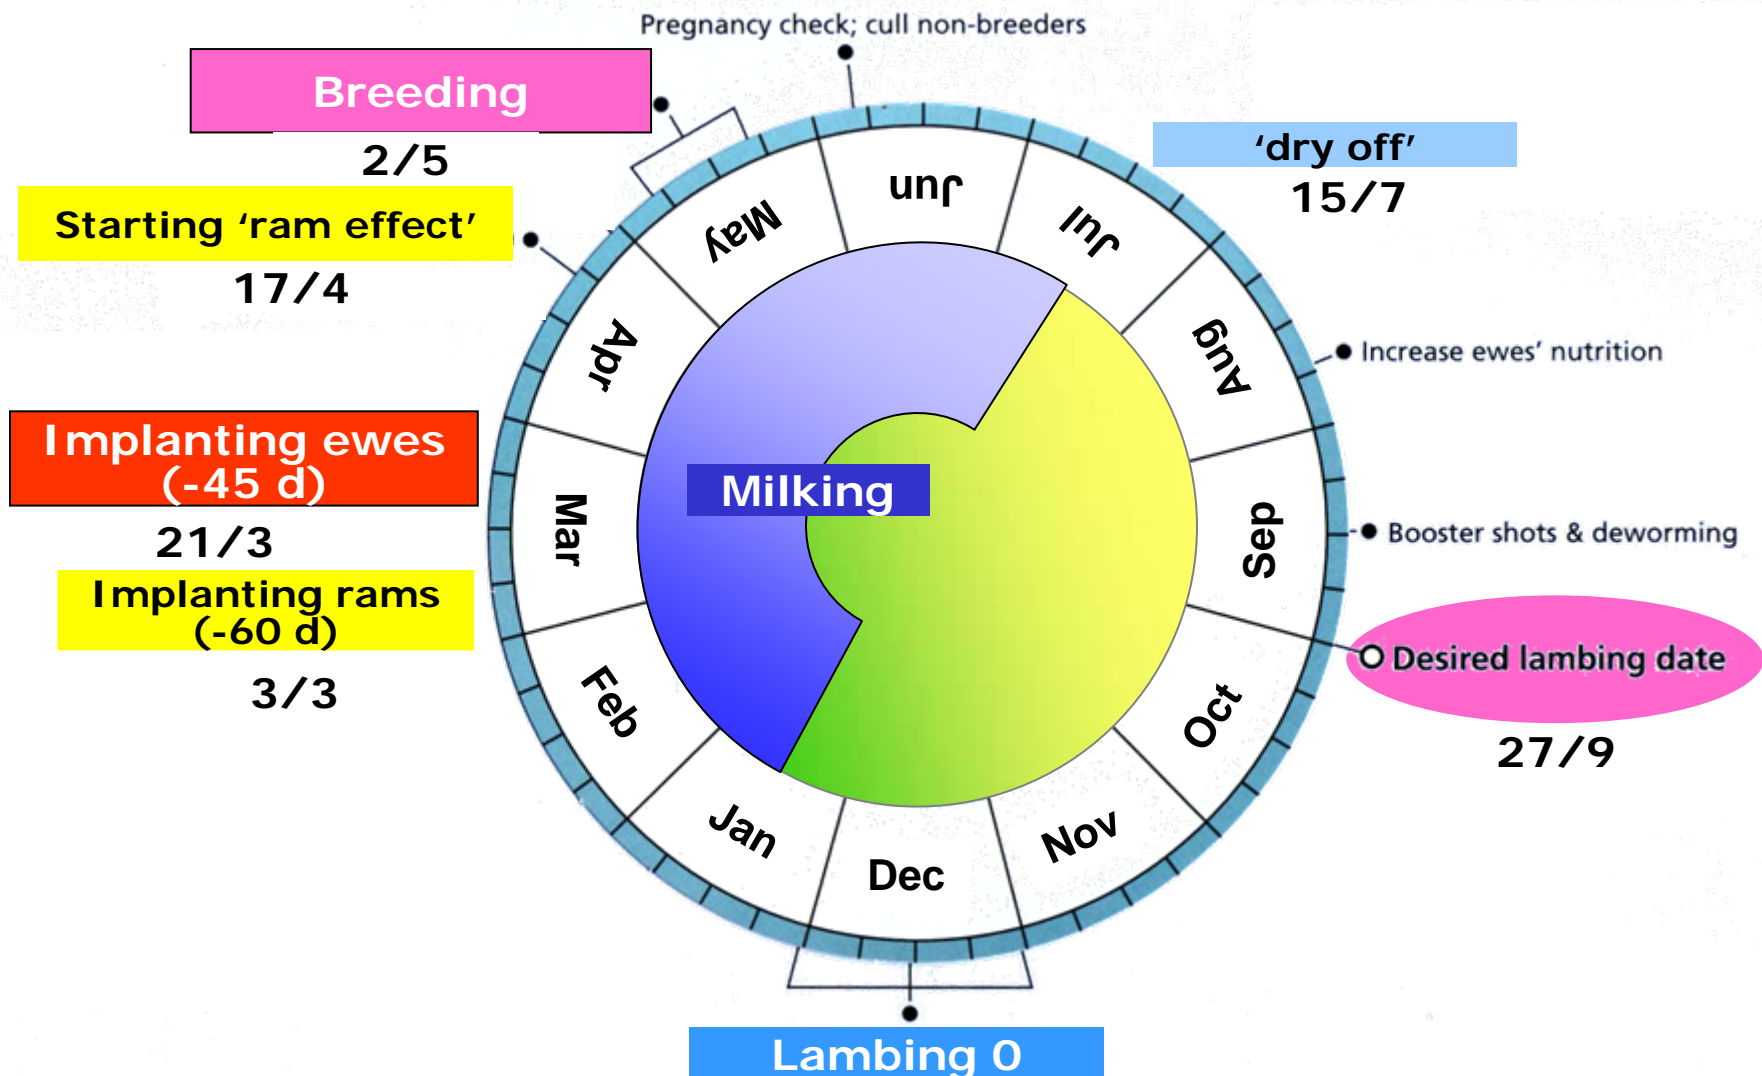 Pregnancy check; cull non-breeders
Breeding
2/5
Starting ‘ram effect’
17/4
Implanting ewes
(-45 d)
21/3
Implanting rams
(-60 d)
3/3
‘dry off’
15/7
Increase ewes’ nutrition
Booster shots & deworming
Desired lambing date
27/9
Jun
Jul
Aug
Sep
Oct
Nov
Dec
Jan
Feb
Mar
Apr
May
Milking
Lambing 0